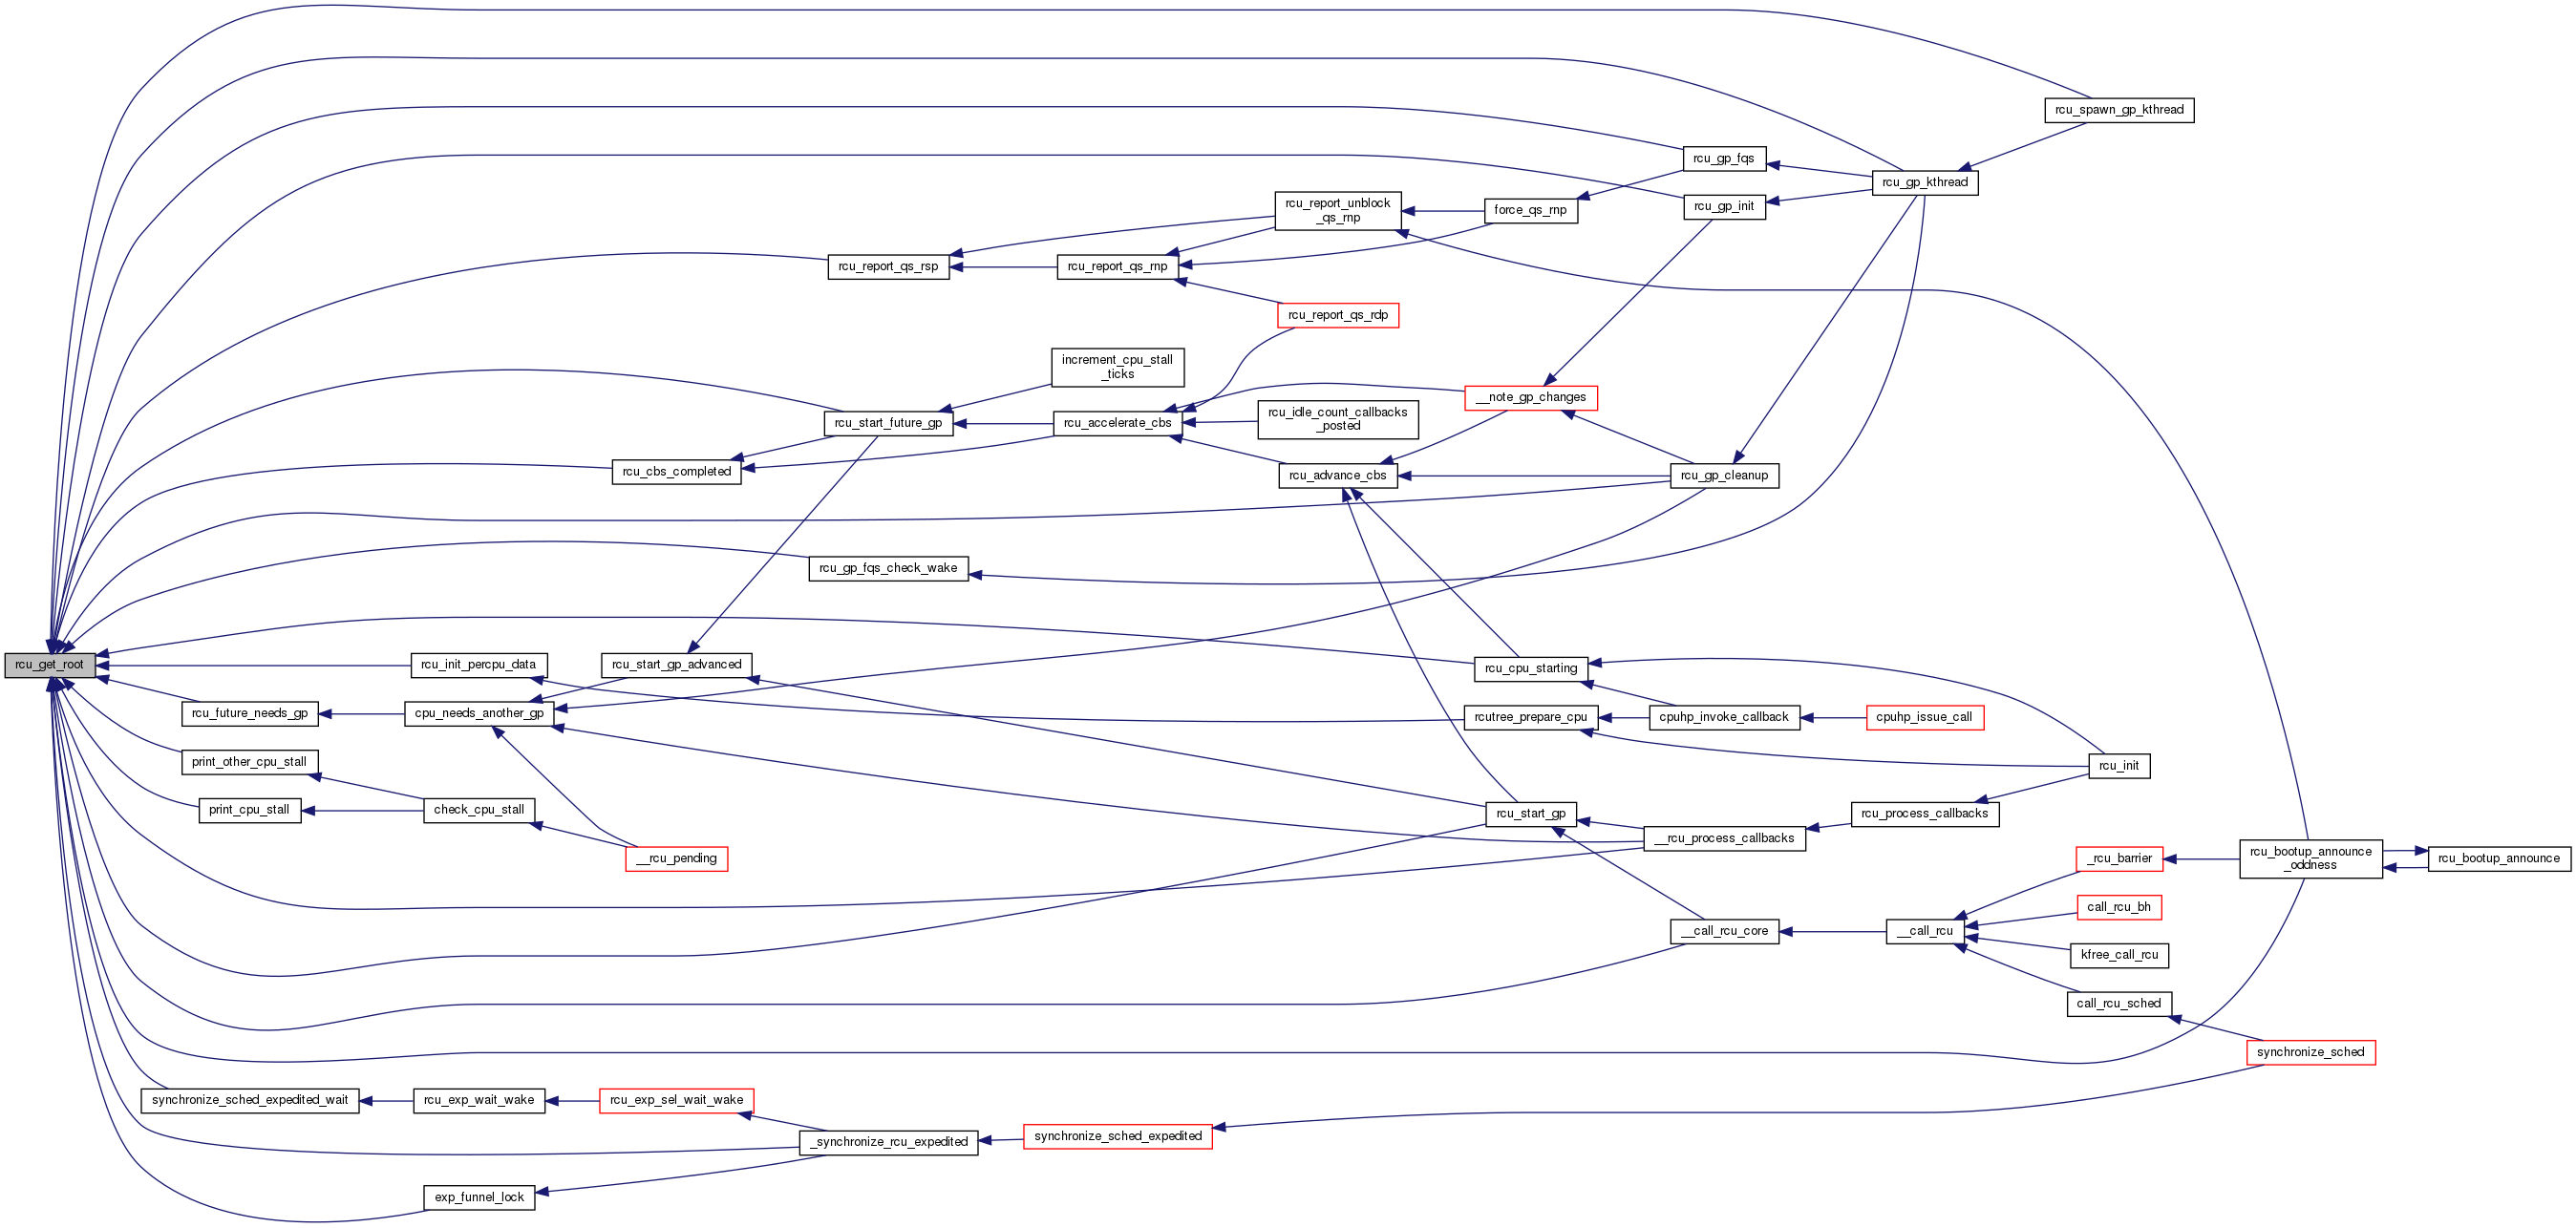 rcu_spawn_gp_kthread
rcu_gp_fqs
rcu_gp_kthread
rcu_report_unblock
_qs_rnp
force_qs_rnp
rcu_gp_init
rcu_report_qs_rsp
rcu_report_qs_rnp
rcu_report_qs_rdp
increment_cpu_stall
_ticks
__note_gp_changes
rcu_start_future_gp
rcu_accelerate_cbs
rcu_idle_count_callbacks
_posted
rcu_cbs_completed
rcu_advance_cbs
rcu_gp_cleanup
rcu_gp_fqs_check_wake
rcu_get_root
rcu_init_percpu_data
rcu_start_gp_advanced
rcu_cpu_starting
rcu_future_needs_gp
cpu_needs_another_gp
rcutree_prepare_cpu
cpuhp_invoke_callback
cpuhp_issue_call
print_other_cpu_stall
rcu_init
print_cpu_stall
check_cpu_stall
rcu_start_gp
rcu_process_callbacks
__rcu_process_callbacks
__rcu_pending
_rcu_barrier
rcu_bootup_announce
_oddness
rcu_bootup_announce
call_rcu_bh
__call_rcu_core
__call_rcu
kfree_call_rcu
call_rcu_sched
synchronize_sched
synchronize_sched_expedited_wait
rcu_exp_wait_wake
rcu_exp_sel_wait_wake
_synchronize_rcu_expedited
synchronize_sched_expedited
exp_funnel_lock